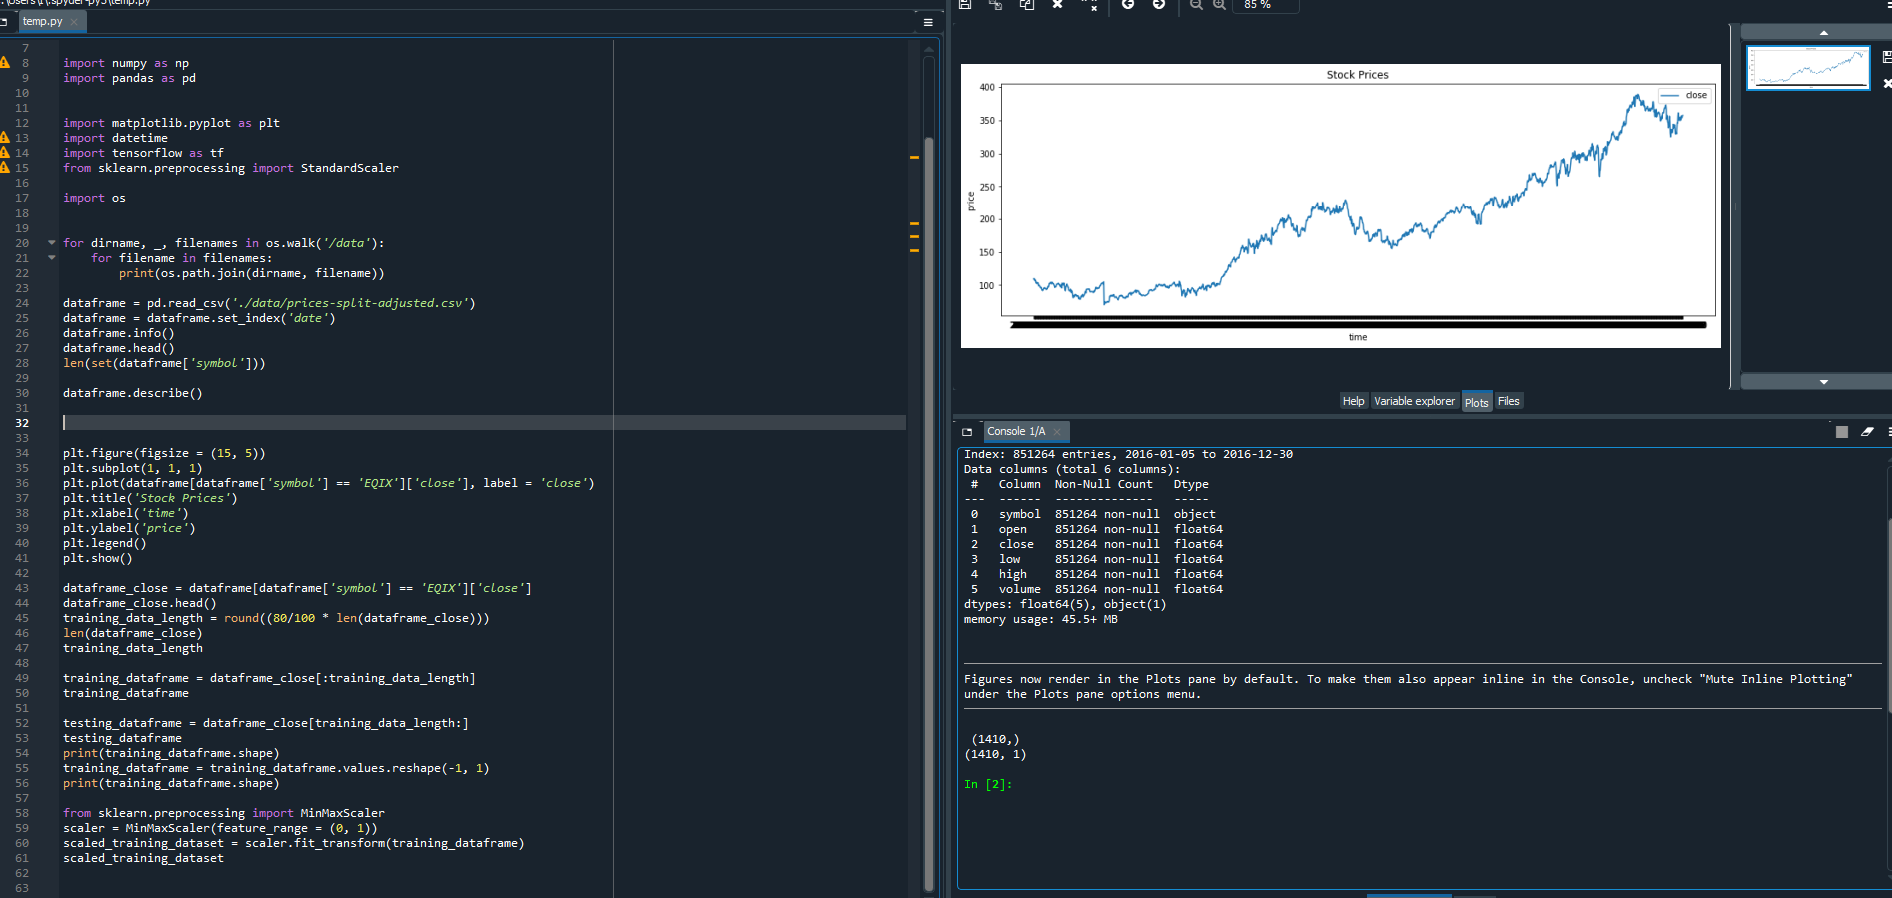 temp.py
7
8 import numpy as np
9 import pandas as pd
10
11
12 import matplotlib.pyplot as plt
13 import datetime
14 import tensorflow as tf
15 from sklearn.preprocessing import StandardScaler
16
17 import os
18
19
20 for dirname, _, filenames in os.walk('/data'):
21     for filename in filenames:
22         print(os.path.join(dirname, filename))
23
24 dataframe = pd.read_csv('./data/prices-split-adjusted.csv')
25 dataframe = dataframe.set_index('date')
26 dataframe.info()
27 dataframe.head()
28 len(set(dataframe['symbol']))
29
30 dataframe.describe()
31
32
33
34 plt.figure(figsize = (15, 5))
35 plt.subplot(1, 1, 1)
36 plt.plot(dataframe[dataframe['symbol'] == 'EQIX']['close'], label = 'close')
37 plt.title('Stock Prices')
38 plt.xlabel('time')
39 plt.ylabel('price')
40 plt.legend()
41 plt.show()
42
43 dataframe_close = dataframe[dataframe['symbol'] == 'EQIX']['close']
44 dataframe_close.head()
45 training_data_length = round((80/100 * len(dataframe_close)))
46 len(dataframe_close)
47 training_data_length
48
49 training_dataframe = dataframe_close[:training_data_length]
50 training_dataframe
51
52 testing_dataframe = dataframe_close[training_data_length:]
53 testing_dataframe
54 print(training_dataframe.shape)
55 training_dataframe = training_dataframe.values.reshape(-1, 1)
56 print(training_dataframe.shape)
57
58 from sklearn.preprocessing import MinMaxScaler
59 scaler = MinMaxScaler(feature_range = (0, 1))
60 scaled_training_dataset = scaler.fit_transform(training_dataframe)
61 scaled_training_dataset
62
63
85 %
Stock Prices
close
400
350
300
250
200
150
100
price
time
Help Variable explorer Plots Files
Console 1/A
Index: 851264 entries, 2016-01-05 to 2016-12-30
Data columns (total 6 columns):
 #   Column  Non-Null Count   Dtype
---  ------  --------------   -----
 0   symbol  851264 non-null  object
 1   open    851264 non-null  float64
 2   close   851264 non-null  float64
 3   low     851264 non-null  float64
 4   high    851264 non-null  float64
 5   volume  851264 non-null  float64
dtypes: float64(5), object(1)
memory usage: 45.5+ MB
Figures now render in the Plots pane by default. To make them also appear inline in the Console, uncheck "Mute Inline Plotting"
under the Plots pane options menu.
(1410,)
(1410, 1)
In [2]: